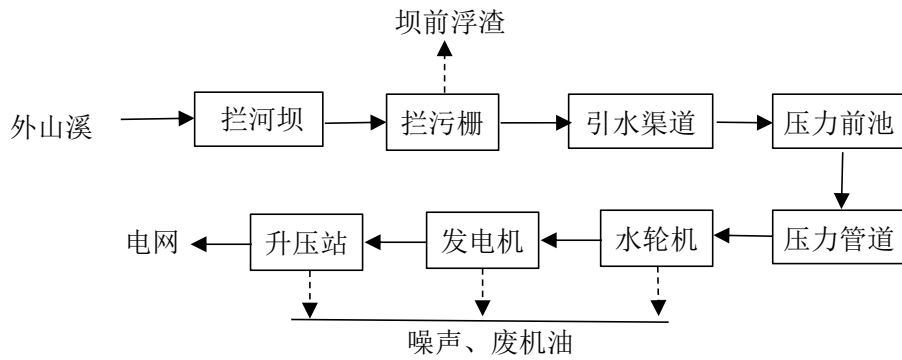 坝前浮渣
外山溪
拦河坝
拦污栅
引水渠道
压力前池
电网
升压站
发电机
水轮机
压力管道
噪声、废机油